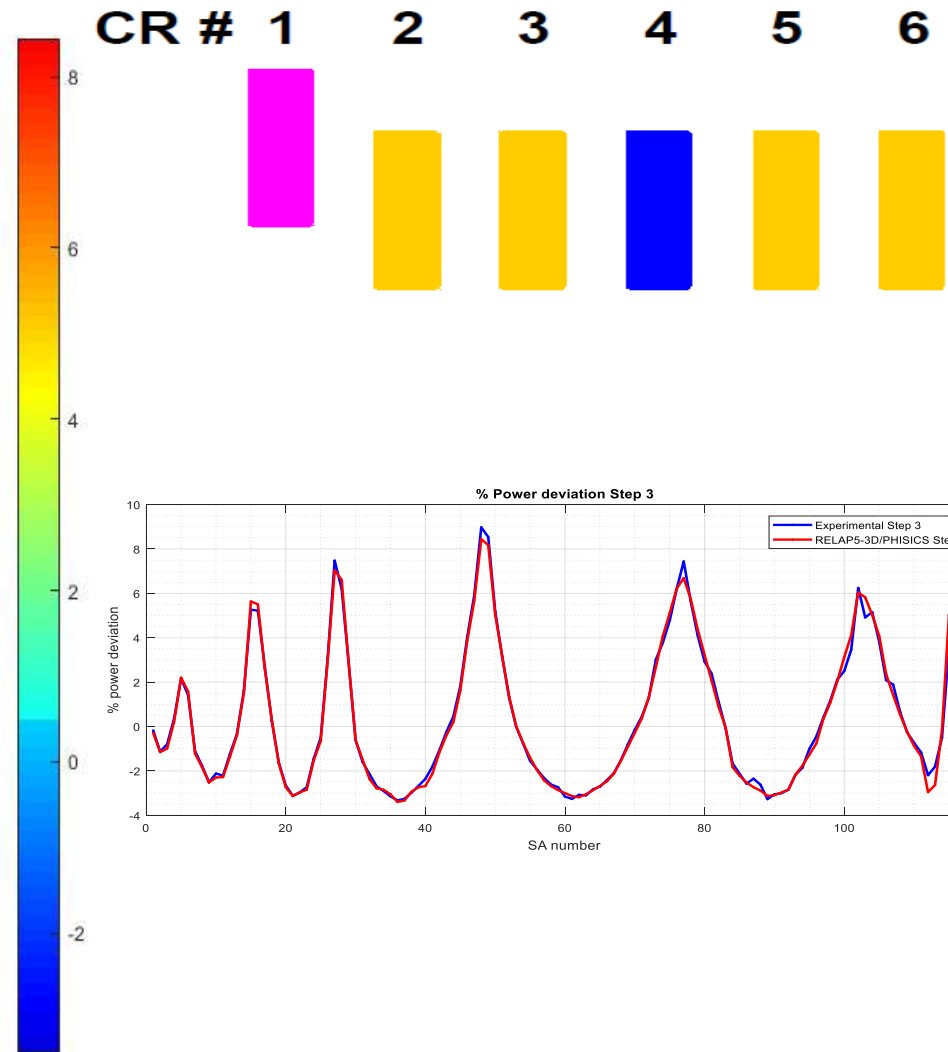 CR # 1 2 3 4 5 6
8
6
4
2
0
-2
% Power deviation Step 3
Experimental Step 3
RELAP5-3D/PHISICS Ste
% power deviation
10
8
6
4
2
0
-2
-4
0 20 40 60 80 100
SA number